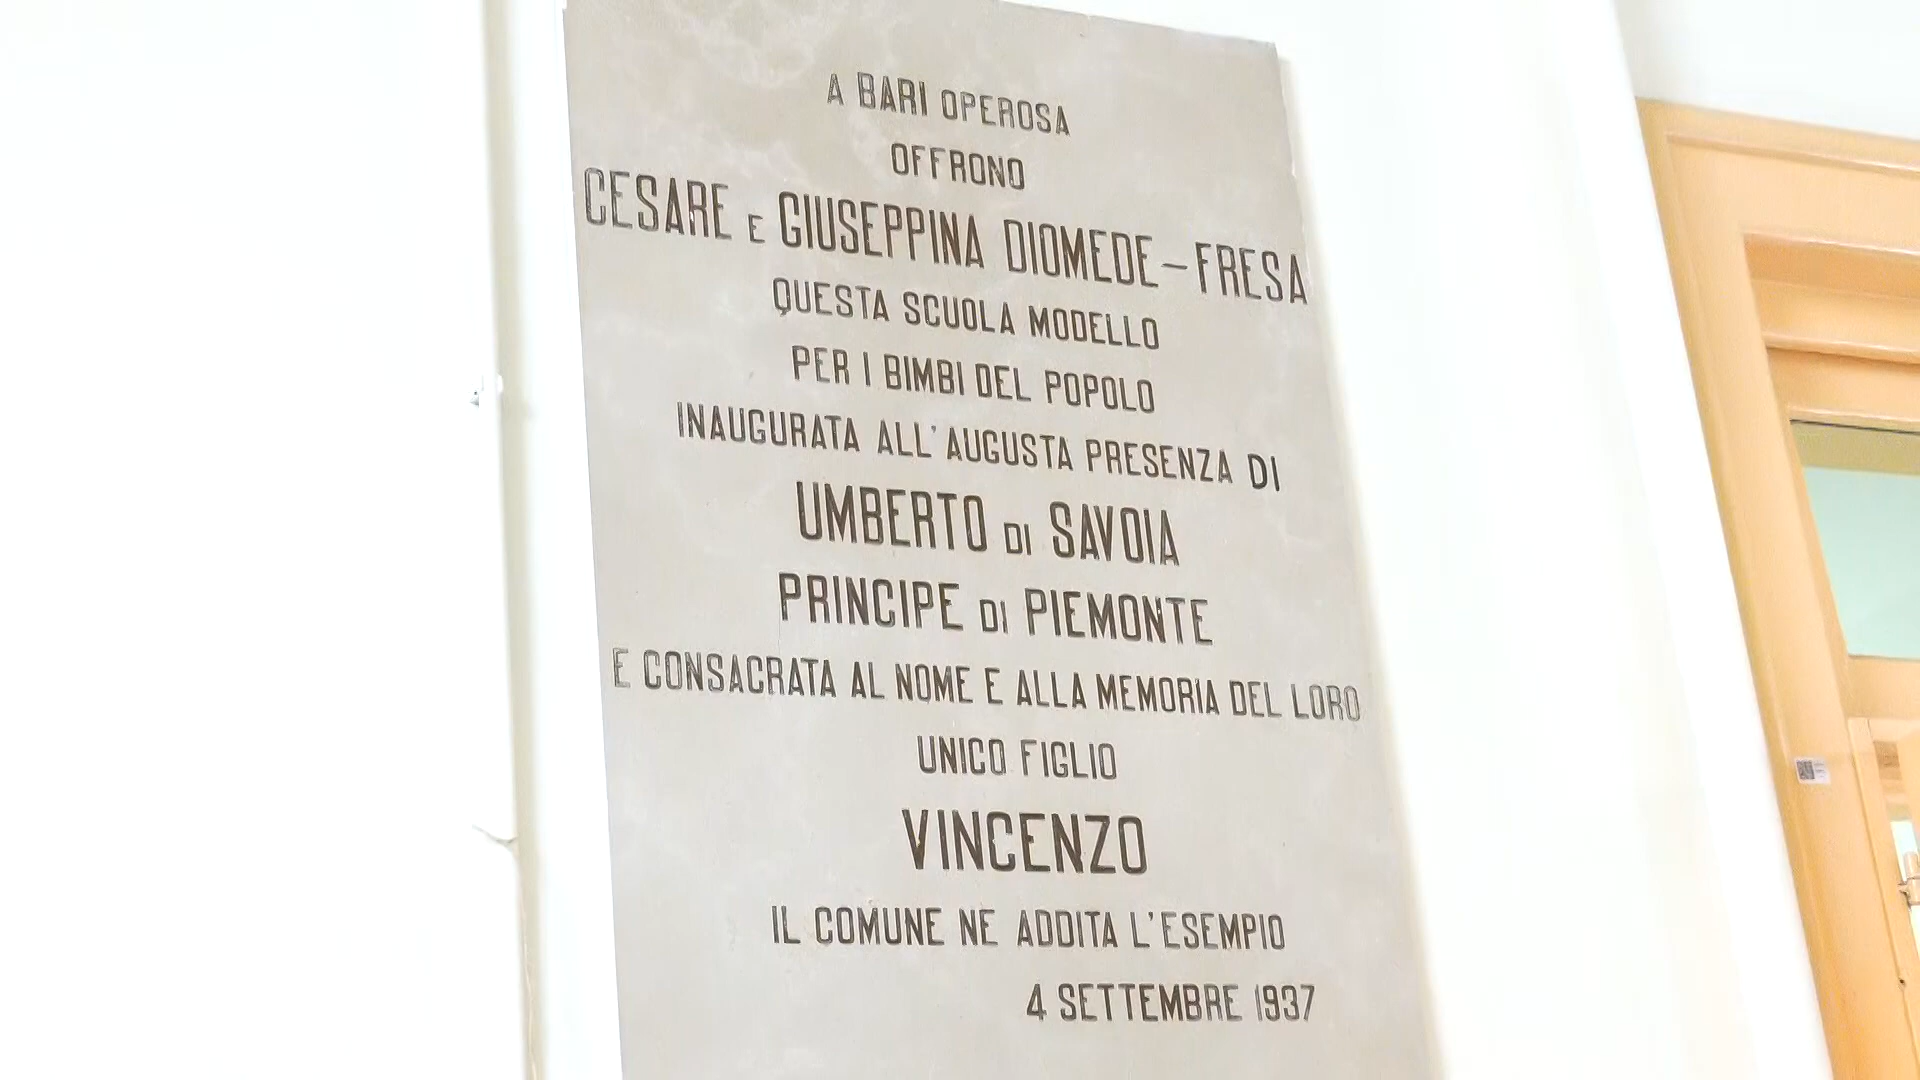 A BARI OPEROSA
OFFRONO
CESARE E GIUSEPPINA DIOMEDE-FRESA
QUESTA SCUOLA MODELLO
PER I BIMBI DEL POPOLO
INAUGURATA ALL'AUGUSTA PRESENZA DI
UMBERTO DI SAVOIA
PRINCIPE DI PIEMONTE
E CONSACRATA AL NOME E ALLA MEMORIA DEL LORO
UNICO FIGLIO
VINCENZO
IL COMUNE NE ADDITA L'ESEMPIO
4 SETTEMBRE 1937